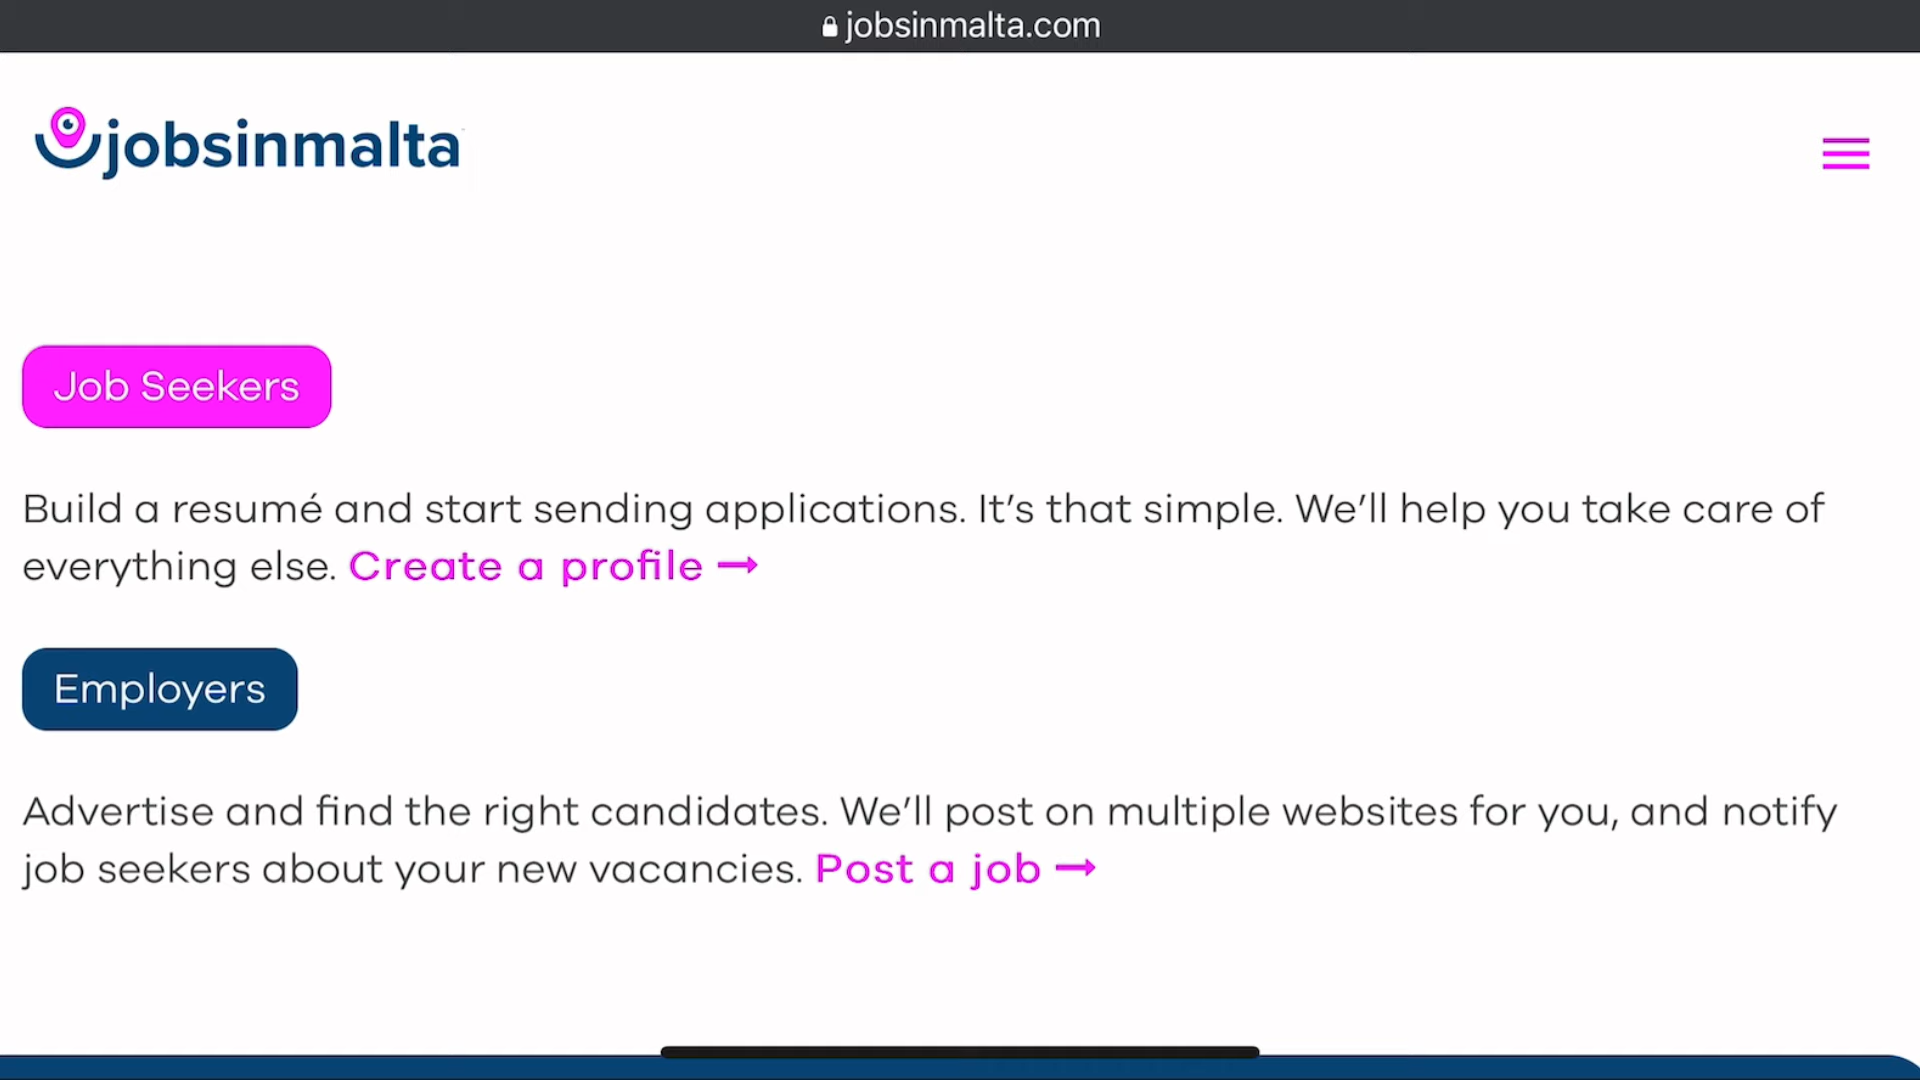 jobsinmalta.com
jobsinmalta
Job Seekers
Build a resumé and start sending applications. It’s that simple. We’ll help you take care of
everything else. Create a profile →
Employers
Advertise and find the right candidates. We’ll post on multiple websites for you, and notify
job seekers about your new vacancies. Post a job →